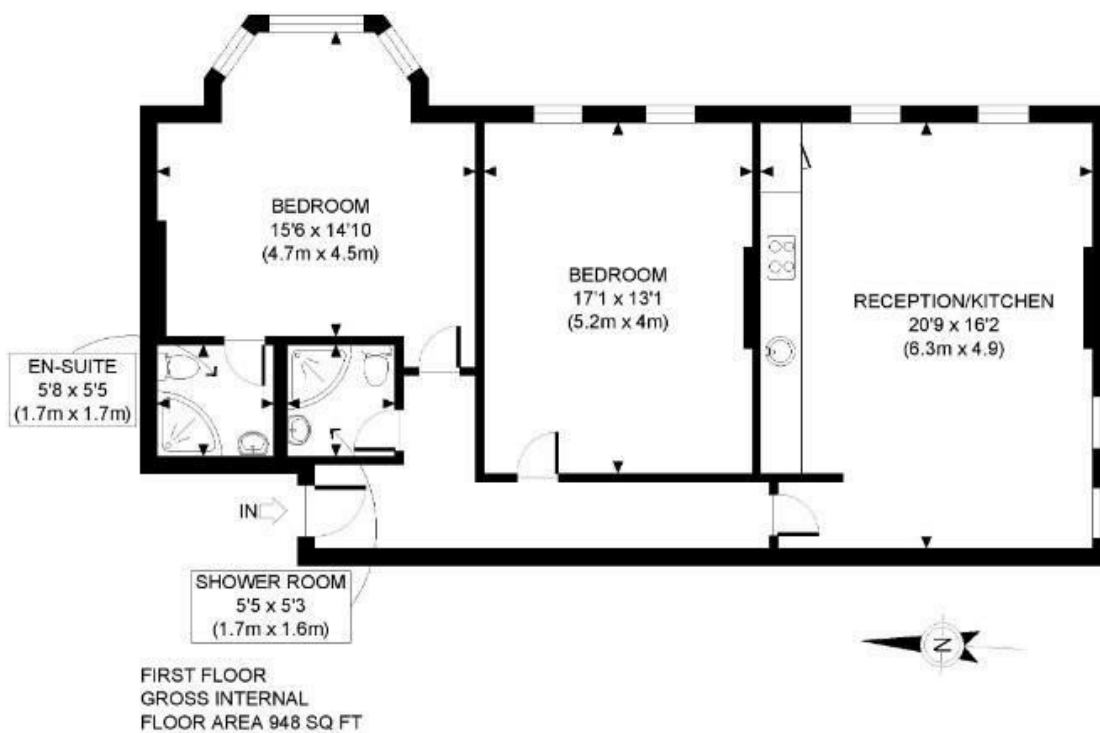 BEDROOM
15'6 x 14'10
(4.7m x 4.5m)
BEDROOM
17'1 x 13'1
(5.2m x 4m)
RECEPTION/KITCHEN
20'9 x 16'2
(6.3m x 4.9)
EN-SUITE
5'8 x 5'5
(1.7m x 1.7m)
IN
SHOWER ROOM
5'5 x 5'3
(1.7m x 1.6m)
N
FIRST FLOOR
GROSS INTERNAL
FLOOR AREA 948 SQ FT